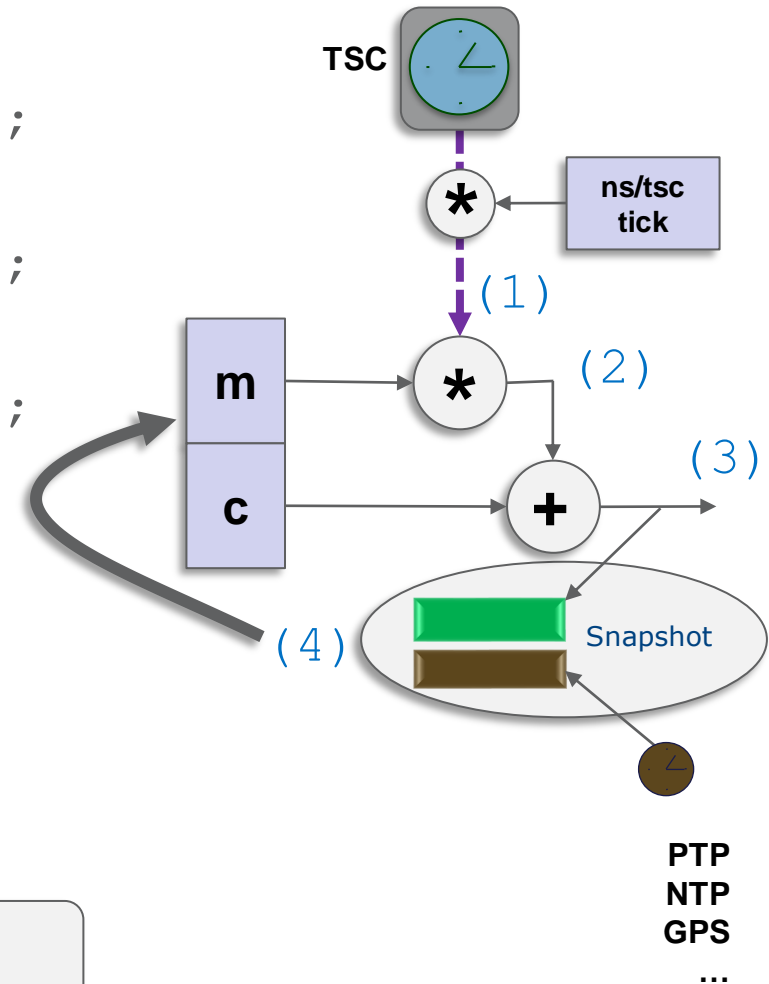 TSC
;
*
ns/tsc
tick
;
(1)
m
*
(2)
;
(3)
c
+
Snapshot
(4)
PTP
NTP
GPS
...